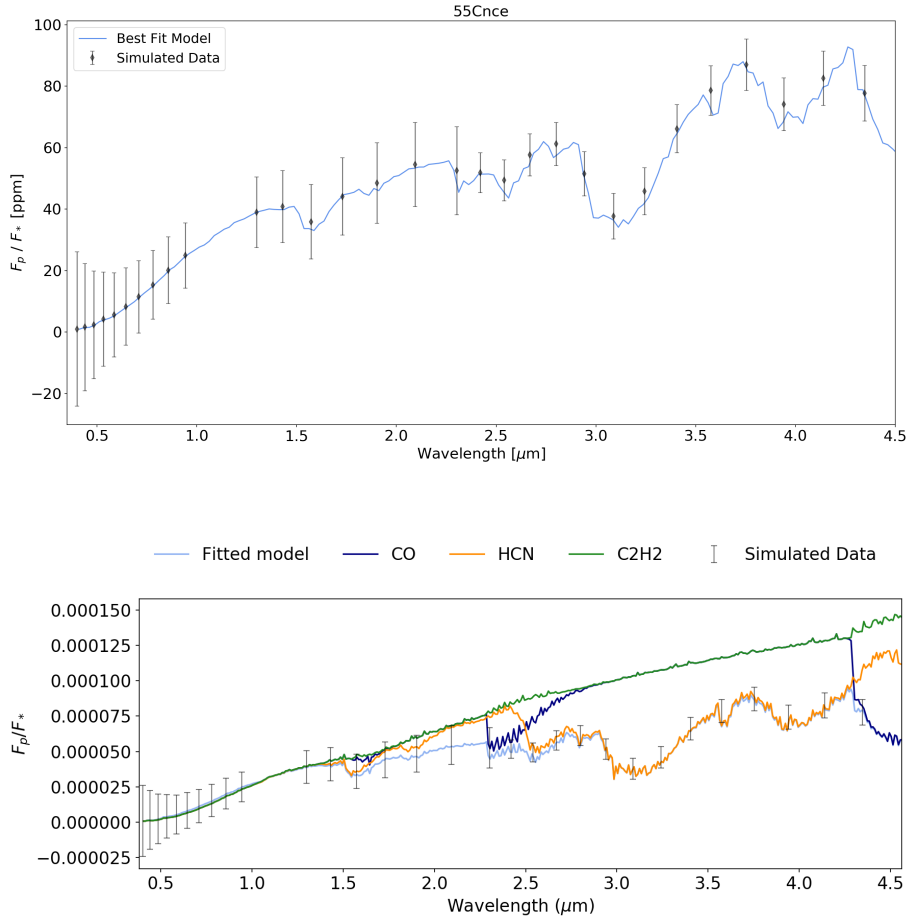 55Cnce
100
80
60
40
20
0
−20
F_p / F_* [ppm]
Best Fit Model
Simulated Data
0.5 1.0 1.5 2.0 2.5 3.0 3.5 4.0 4.5
Wavelength [μm]
Fitted model CO HCN C2H2 Simulated Data
0.000150
0.000125
0.000100
0.000075
0.000050
0.000025
0.000000
−0.000025
F_p/F_*
0.5 1.0 1.5 2.0 2.5 3.0 3.5 4.0 4.5
Wavelength (μm)